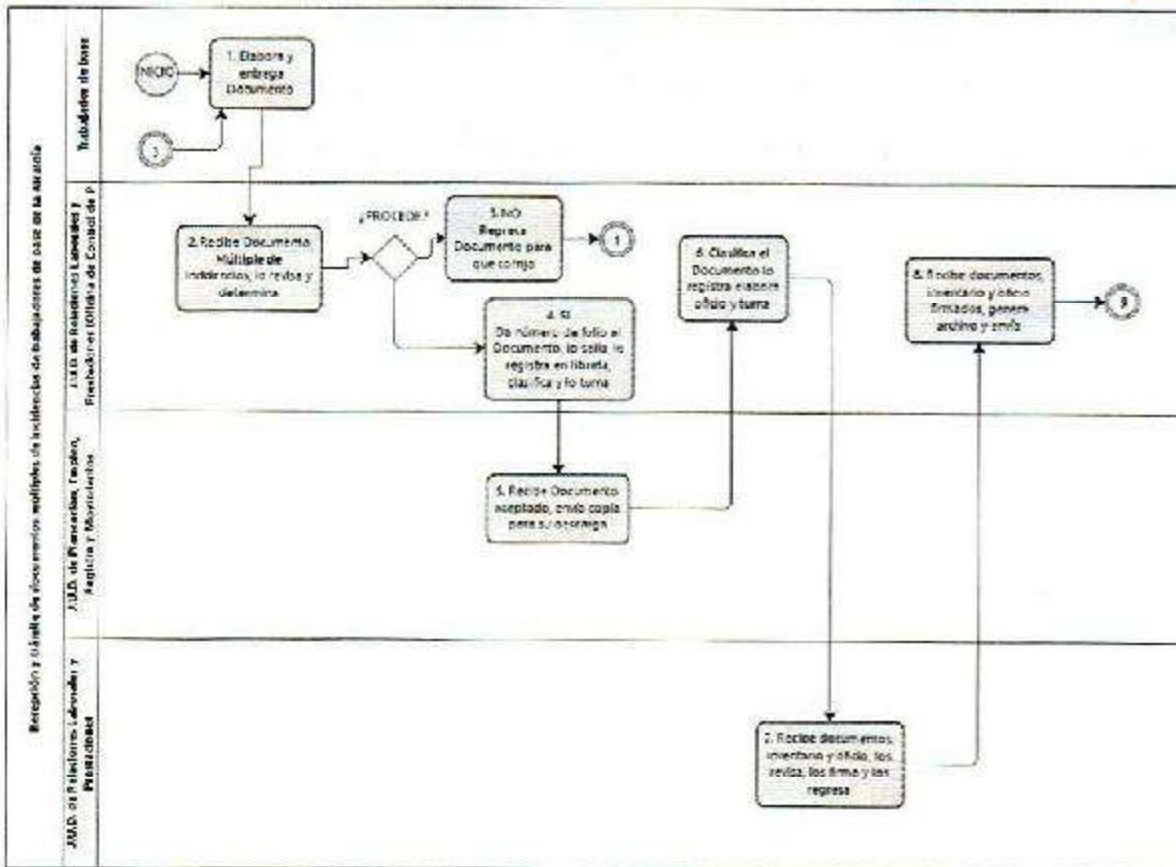 Recepción y trámite de documentos múltiples de incidencias de trabajadores de base de la Alcaldía
Trabajador de base
INICIO
1. Elabora y
entrega
Documento
J.U.D. de Relaciones Laborales y
Prestaciones (Oficina de Control de P
2. Recibe Documento
Múltiple de
Incidencias, lo revisa y
determina
¿PROCEDE?
3. NO
Regresa
Documento para
que corrija
1
4. SI
Da número de folio al
Documento, lo sella, lo
registra en libreta,
clasifica y lo turna
6. Clasifica el
Documento lo
registra elabora
oficio y turna
8. Recibe documentos,
inventario y oficio
firmados, genera
archivo y envía
J.U.D. de Planeación, Empleo,
Registro y Movimientos
5. Recibe Documento
aceptado, envía copia
para su descarga
J.U.D. de Relaciones Laborales y
Prestaciones
7. Recibe documentos,
inventario y oficio, los
revisa, los firma y los
regresa